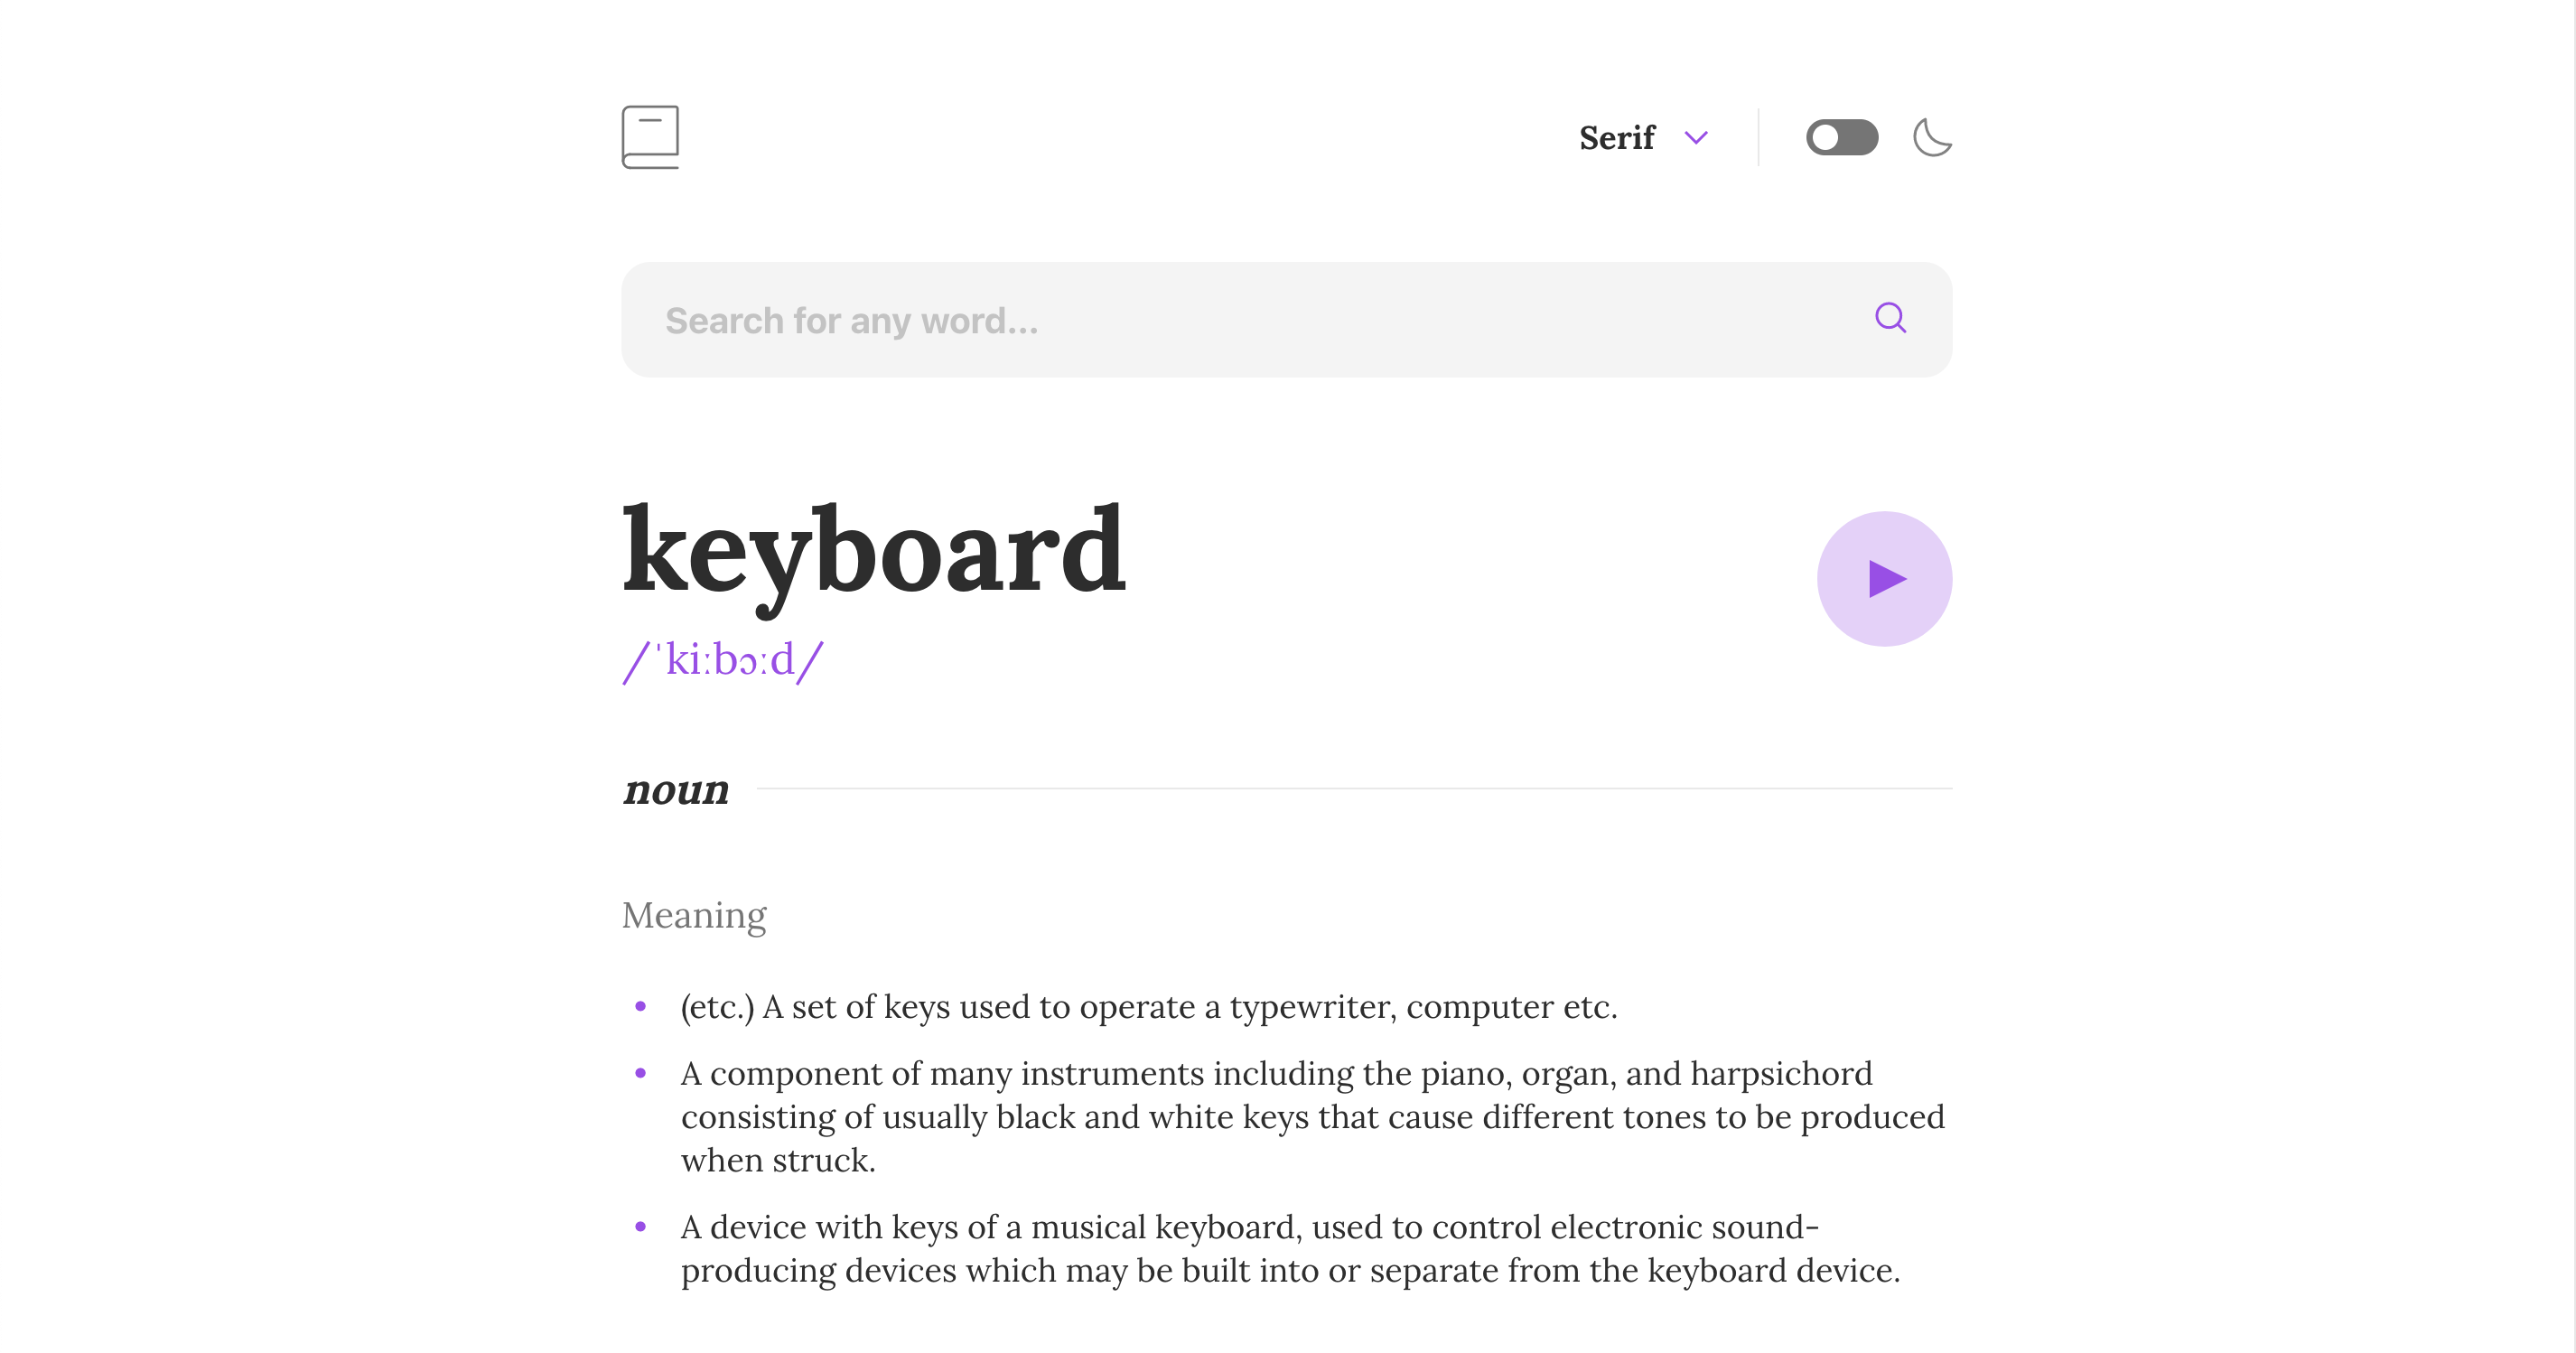 Serif
Search for any word...
keyboard
/ˈkiːbɔːd/
noun
Meaning
• (etc.) A set of keys used to operate a typewriter, computer etc.
• A component of many instruments including the piano, organ, and harpsichord
consisting of usually black and white keys that cause different tones to be produced
when struck.
• A device with keys of a musical keyboard, used to control electronic sound-
producing devices which may be built into or separate from the keyboard device.